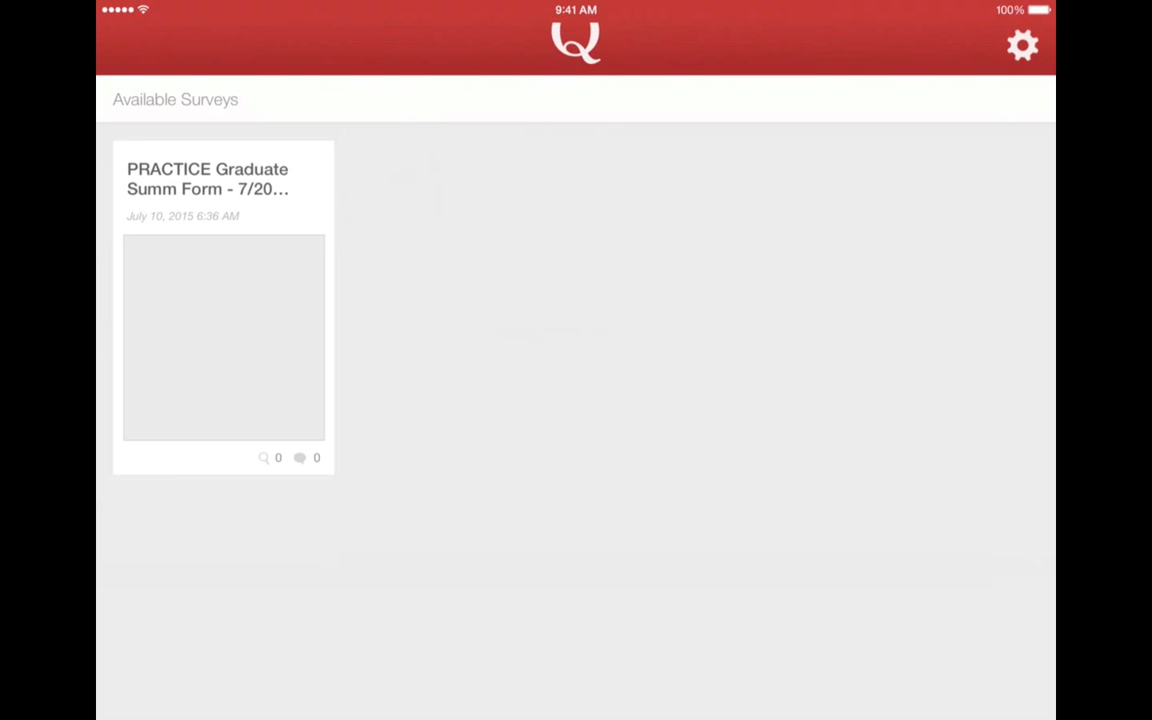 9:41 AM
100%
Q
Available Surveys
PRACTICE Graduate
Summ Form - 7/20...
July 10, 2015 6:36 AM
0 0